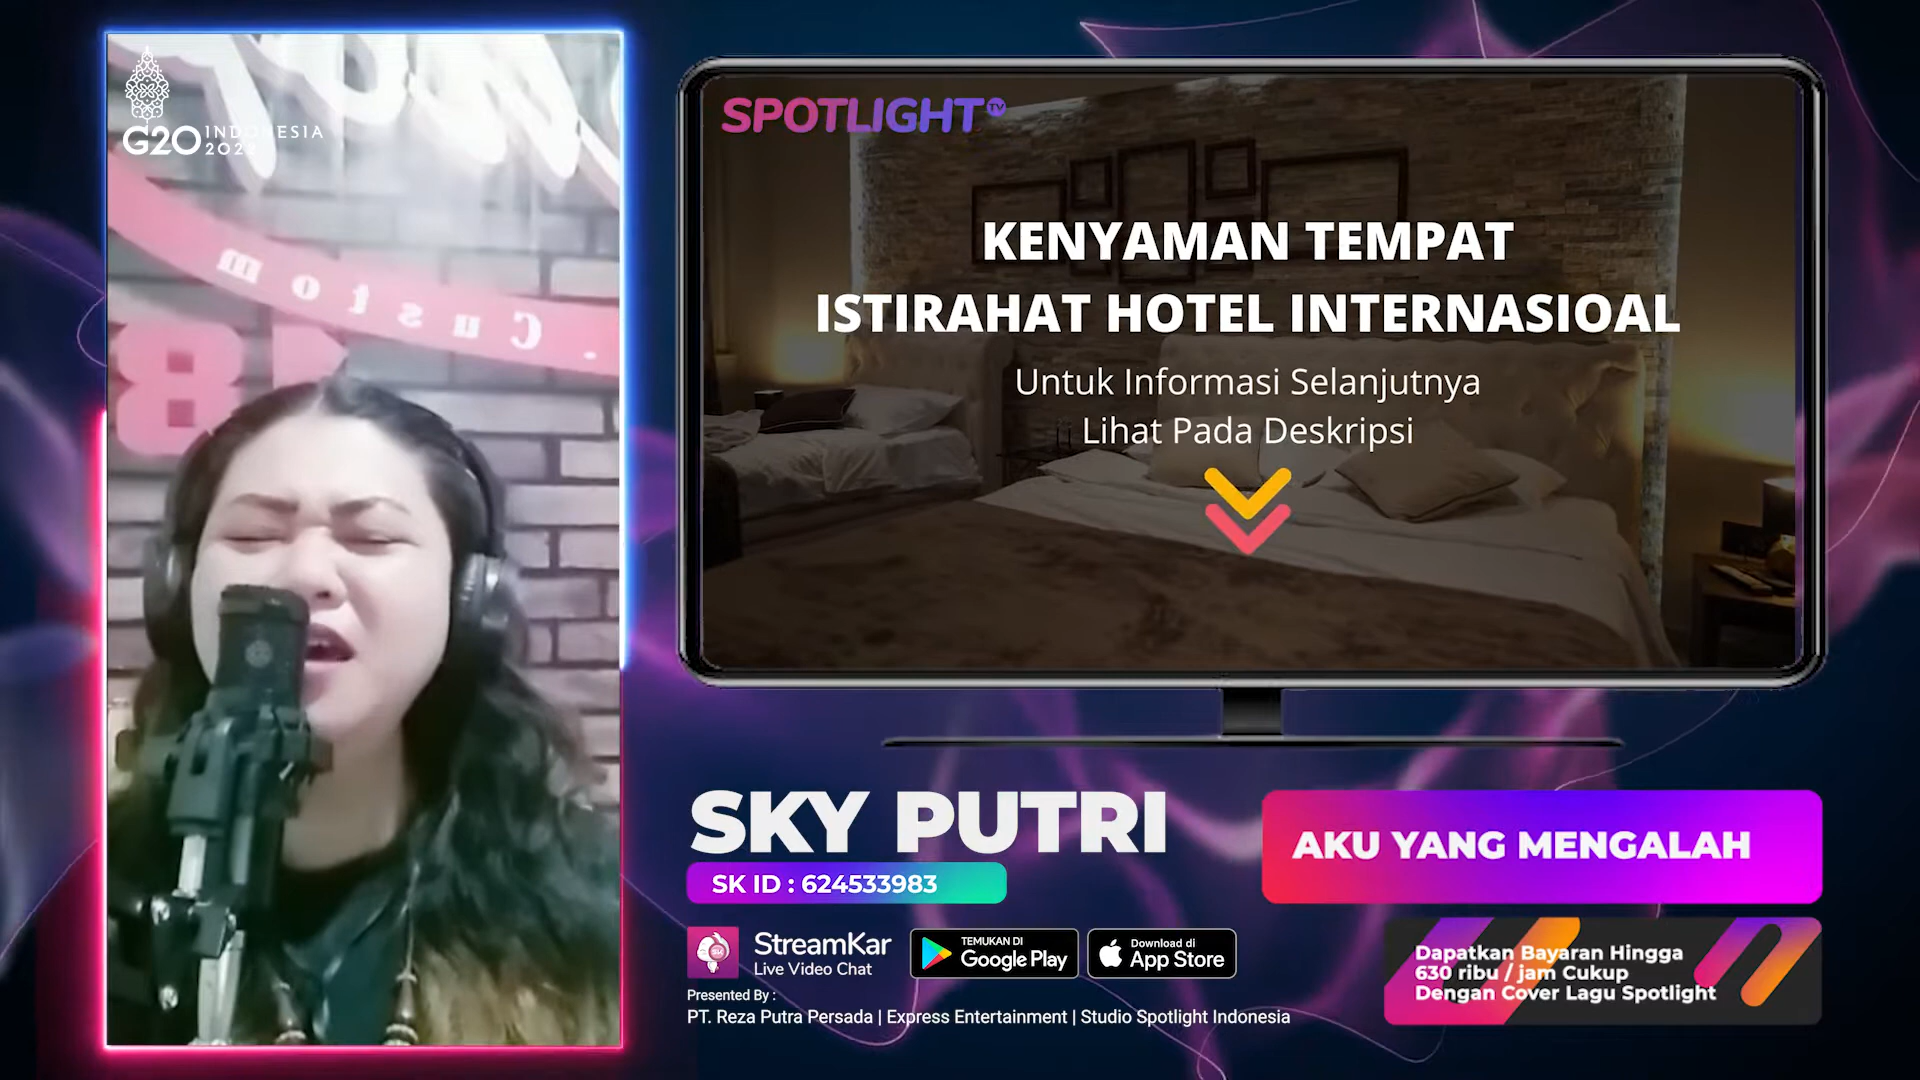 G20 INDONESIA
2022
Custom
18
SPOTLIGHT TV
KENYAMAN TEMPAT
ISTIRAHAT HOTEL INTERNASIOAL
Untuk Informasi Selanjutnya
Lihat Pada Deskripsi
SKY PUTRI
SK ID : 624533983
AKU YANG MENGALAH
StreamKar
Live Video Chat
TEMUKAN DI
Google Play
Download di
App Store
Dapatkan Bayaran Hingga
630 ribu / jam Cukup
Dengan Cover Lagu Spotlight
Presented By :
PT. Reza Putra Persada | Express Entertainment | Studio Spotlight Indonesia